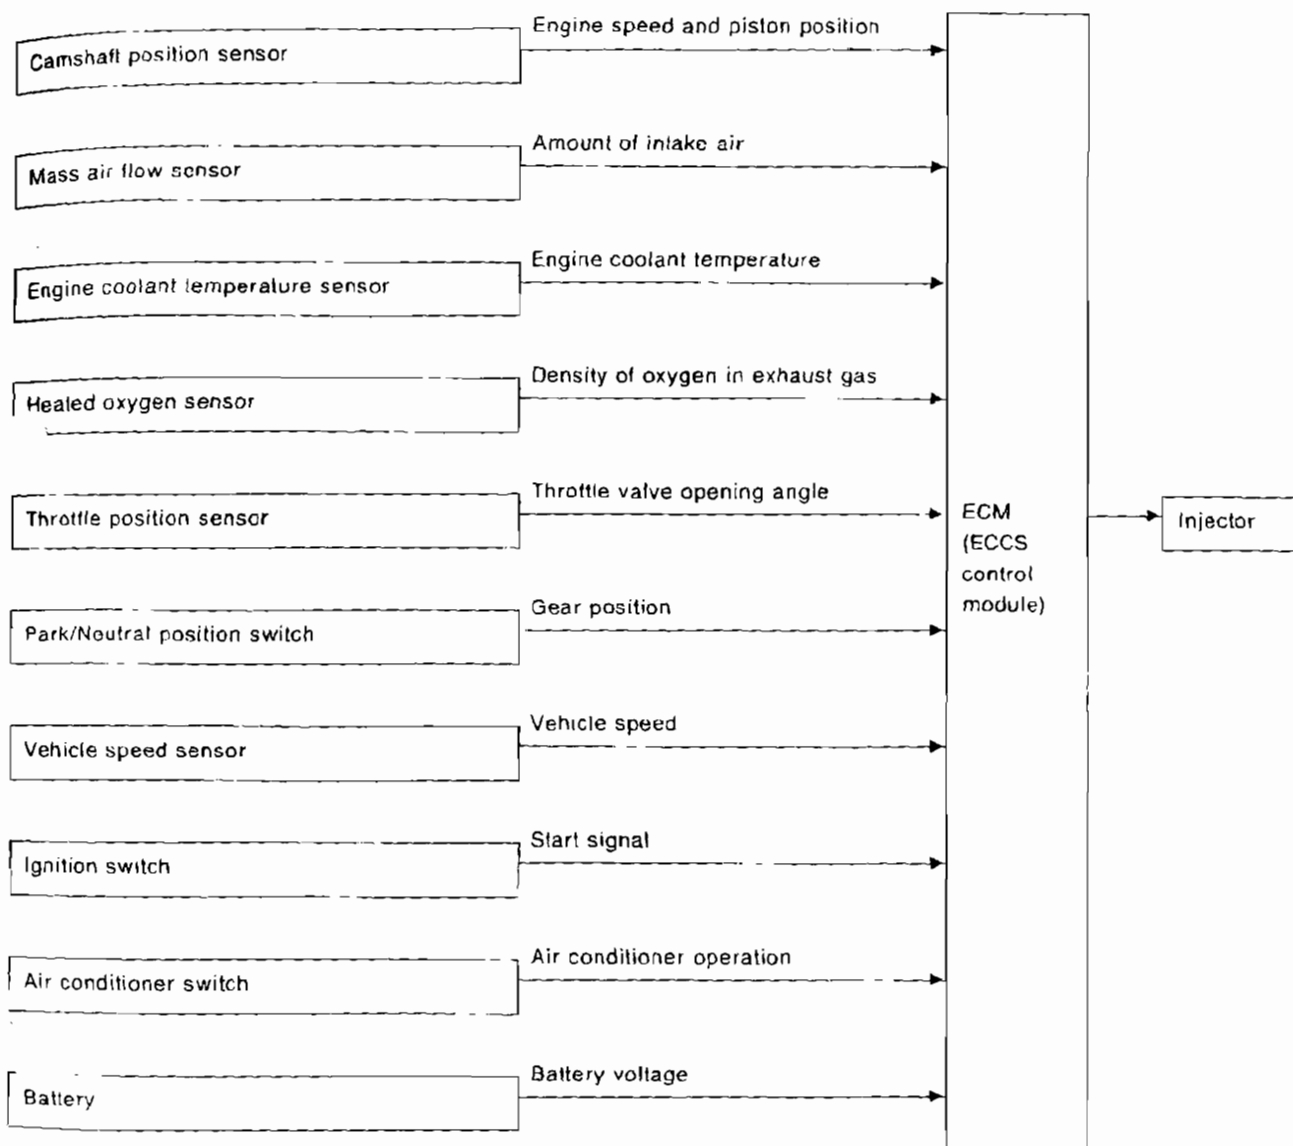 Engine speed and piston position
Camshaft position sensor
Amount of intake air
Mass air flow sensor
Engine coolant temperature
Engine coolant temperature sensor
Density of oxygen in exhaust gas
Heated oxygen sensor
Throttle valve opening angle
Throttle position sensor
ECM
(ECCS
control
module)
Injector
Gear position
Park/Neutral position switch
Vehicle speed
Vehicle speed sensor
Start signal
Ignition switch
Air conditioner operation
Air conditioner switch
Battery voltage
Battery